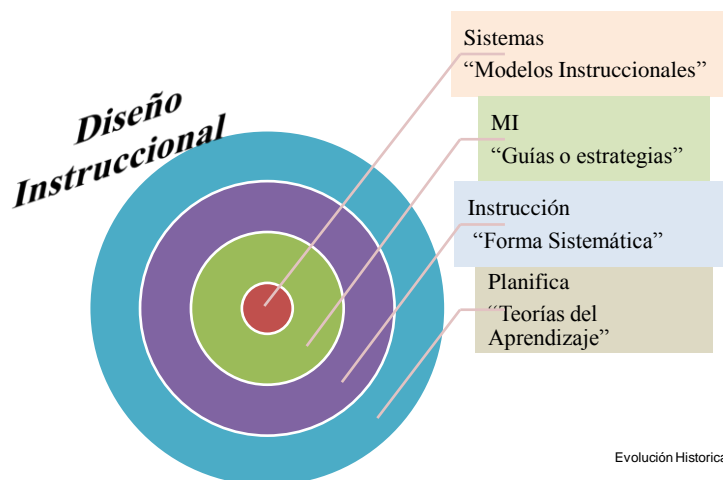 Diseño
Instruccional
Sistemas
“Modelos Instruccionales”
MI
“Guías o estrategias”
Instrucción
“Forma Sistemática”
Planifica
“Teorías del
Aprendizaje”
Evolución Historica